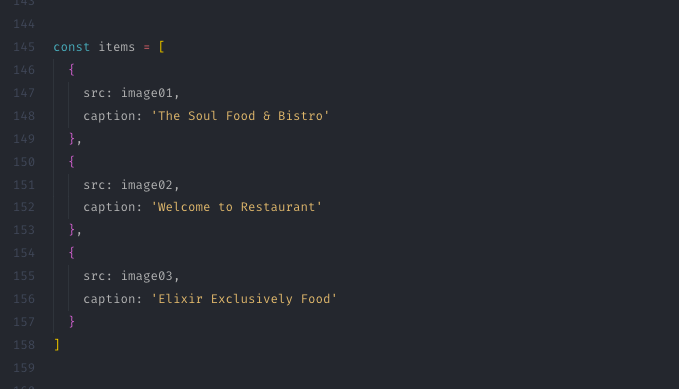 143
144
145 const items = [
146 {
147 src: image01,
148 caption: 'The Soul Food & Bistro'
149 },
150 {
151 src: image02,
152 caption: 'Welcome to Restaurant'
153 },
154 {
155 src: image03,
156 caption: 'Elixir Exclusively Food'
157 }
158 ]
159